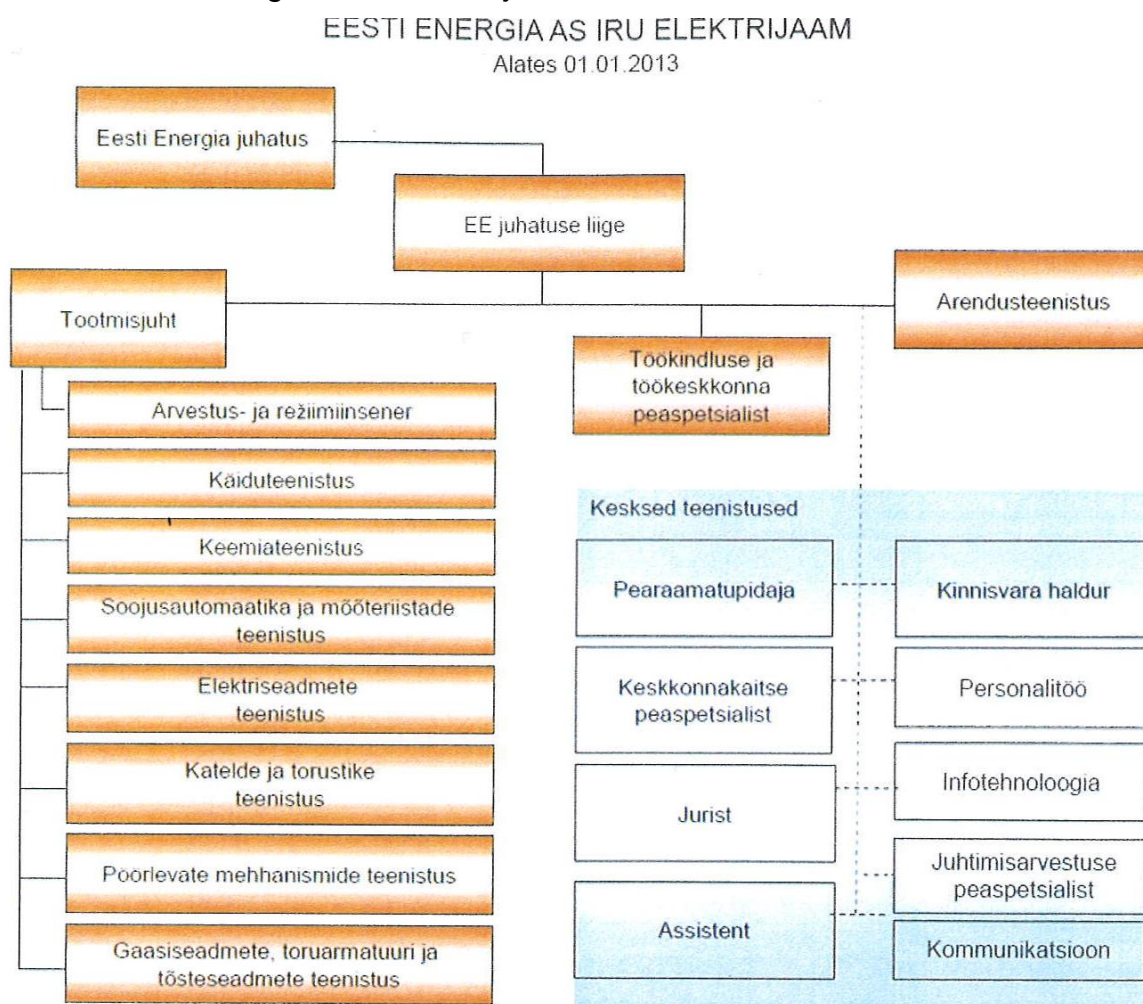 EESTI ENERGIA AS IRU ELEKTRIJAAM
Alates 01.01.2013
Eesti Energia juhatus
EE juhatuse liige
Tootmisjuht
Arendusteenistus
Töökindluse ja
töökeskkonna
peaspetsialist
Arvestus- ja režiimiinsener
Käiduteenistus
Keemiateenistus
Soojusautomaatika ja mõõteriistade
teenistus
Elektriseadmete
teenistus
Katelde ja torustike
teenistus
Pöörlevate mehhanismide teenistus
Gaasiseadmete, toruarmatuuri ja
tõsteseadmete teenistus
Kesksed teenistused
Pearaamatupidaja
Kinnisvara haldur
Keskkonnakaitse
peaspetsialist
Personalitöö
Jurist
Infotehnoloogia
Juhtimisarvestuse
peaspetsialist
Assistent
Kommunikatsioon